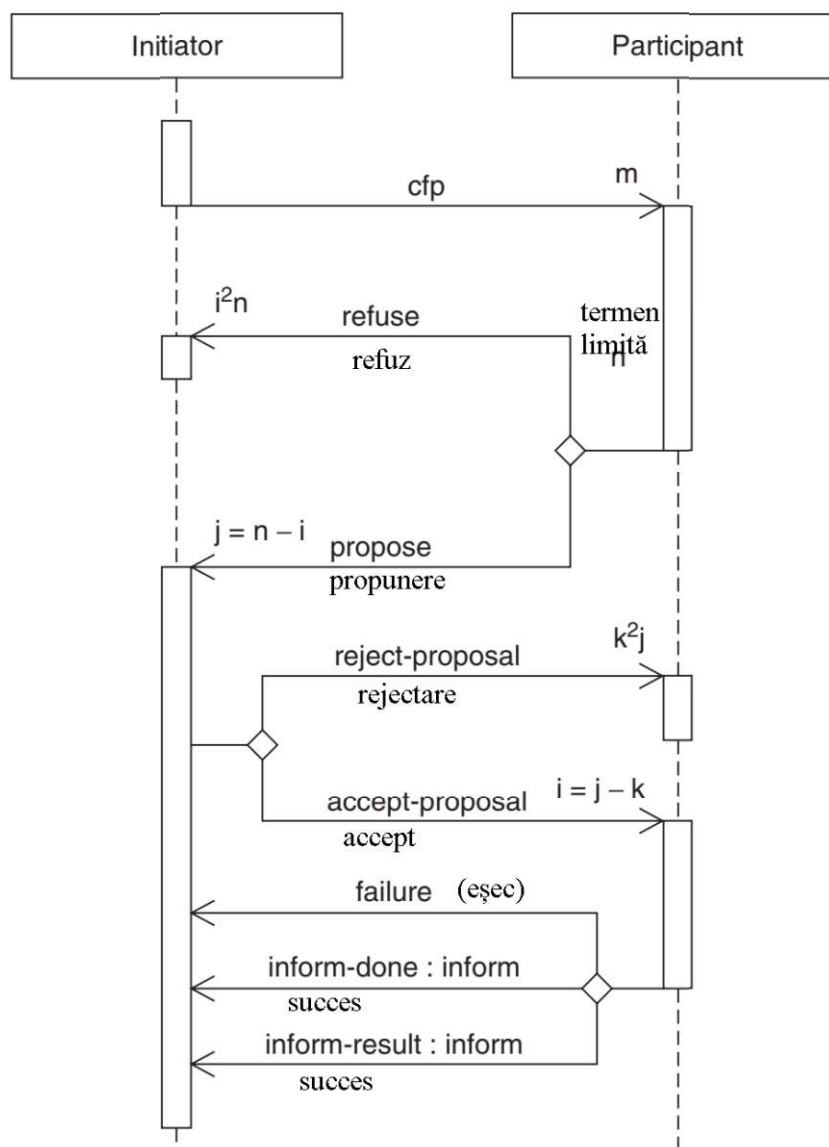 Initiator
Participant
cfp
m
i²n
refuse
refuz
termen
limită
n
j = n – i
propose
propunere
reject-proposal
rejectare
k²j
accept-proposal
accept
i = j – k
failure (eșec)
inform-done : inform
succes
inform-result : inform
succes